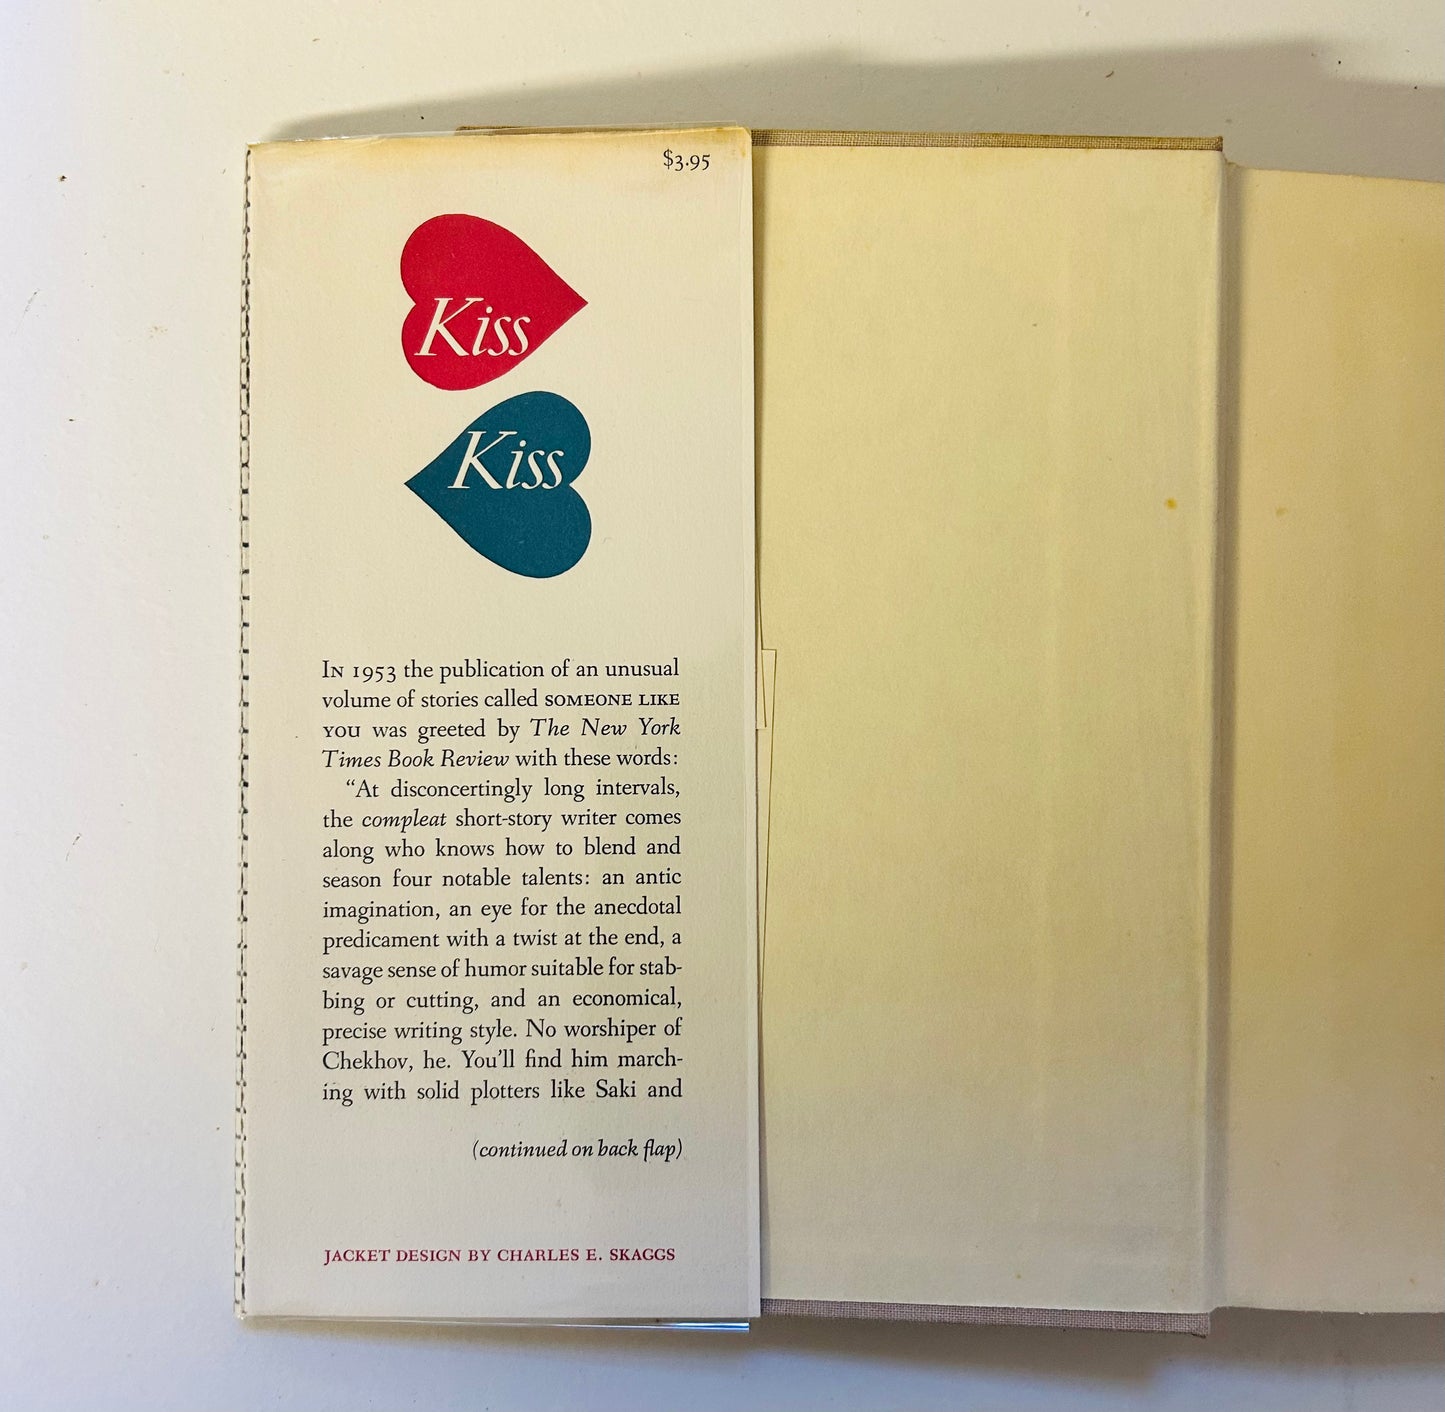 $3.95
Kiss
Kiss
In 1953 the publication of an unusual
volume of stories called SOMEONE LIKE
YOU was greeted by The New York
Times Book Review with these words:
“At disconcertingly long intervals,
the compleat short-story writer comes
along who knows how to blend and
season four notable talents: an antic
imagination, an eye for the anecdotal
predicament with a twist at the end, a
savage sense of humor suitable for stab-
bing or cutting, and an economical,
precise writing style. No worshiper of
Chekhov, he. You’ll find him march-
ing with solid plotters like Saki and
(continued on back flap)
JACKET DESIGN BY CHARLES E. SKAGGS